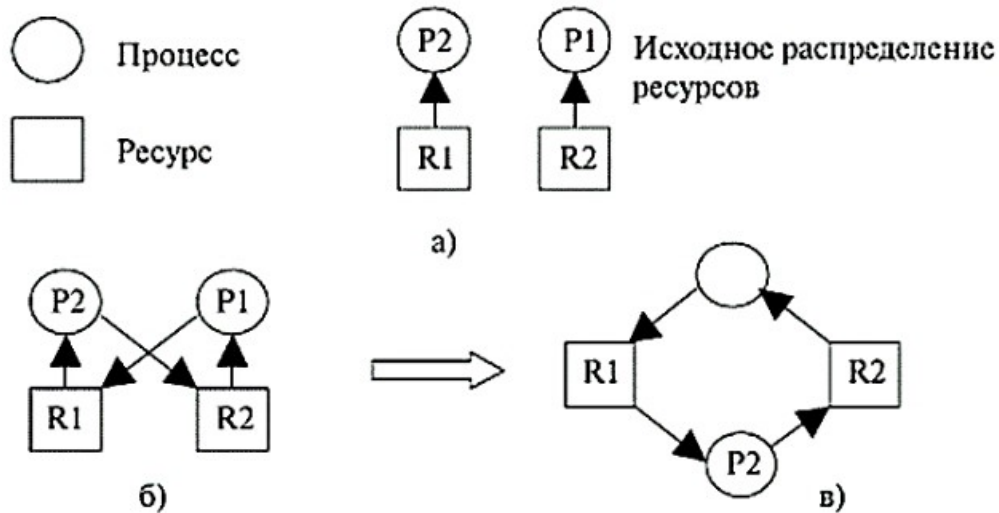 Процесс
Ресурс
P2
P1
Исходное распределение
ресурсов
R1
R2
а)
P2
P1
R1
R2
б)
R1
R2
P2
в)